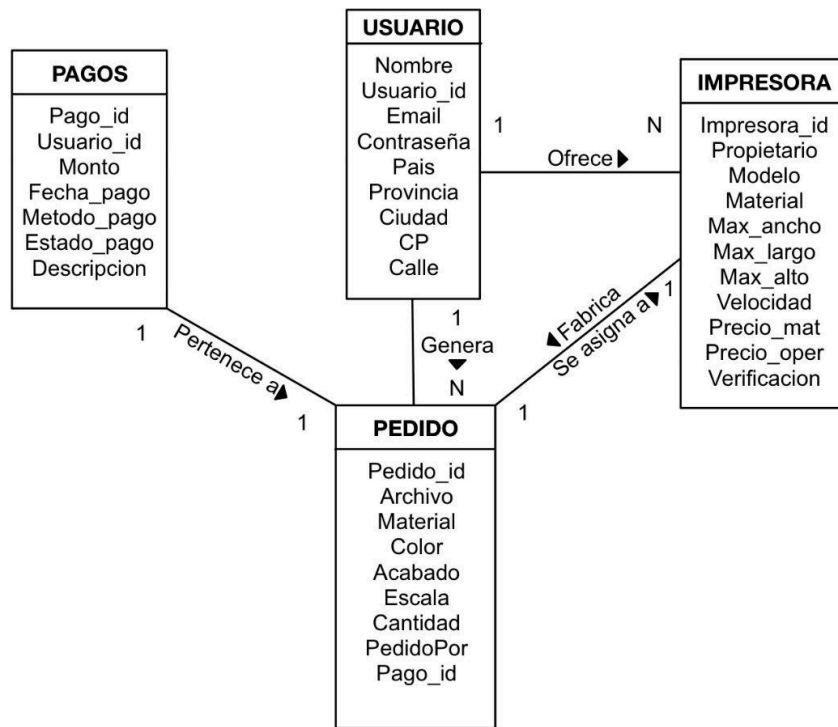 PAGOS
Pago_id
Usuario_id
Monto
Fecha_pago
Metodo_pago
Estado_pago
Descripcion
USUARIO
Nombre
Usuario_id
Email
Contraseña
Pais
Provincia
Ciudad
CP
Calle
IMPRESORA
Impresora_id
Propietario
Modelo
Material
Max_ancho
Max_largo
Max_alto
Velocidad
Precio_mat
Precio_oper
Verificacion
1
N
Ofrece
1
Pertenece a
1
1
Genera
N
Fabrica
Se asigna a
1
1
PEDIDO
Pedido_id
Archivo
Material
Color
Acabado
Escala
Cantidad
PedidoPor
Pago_id